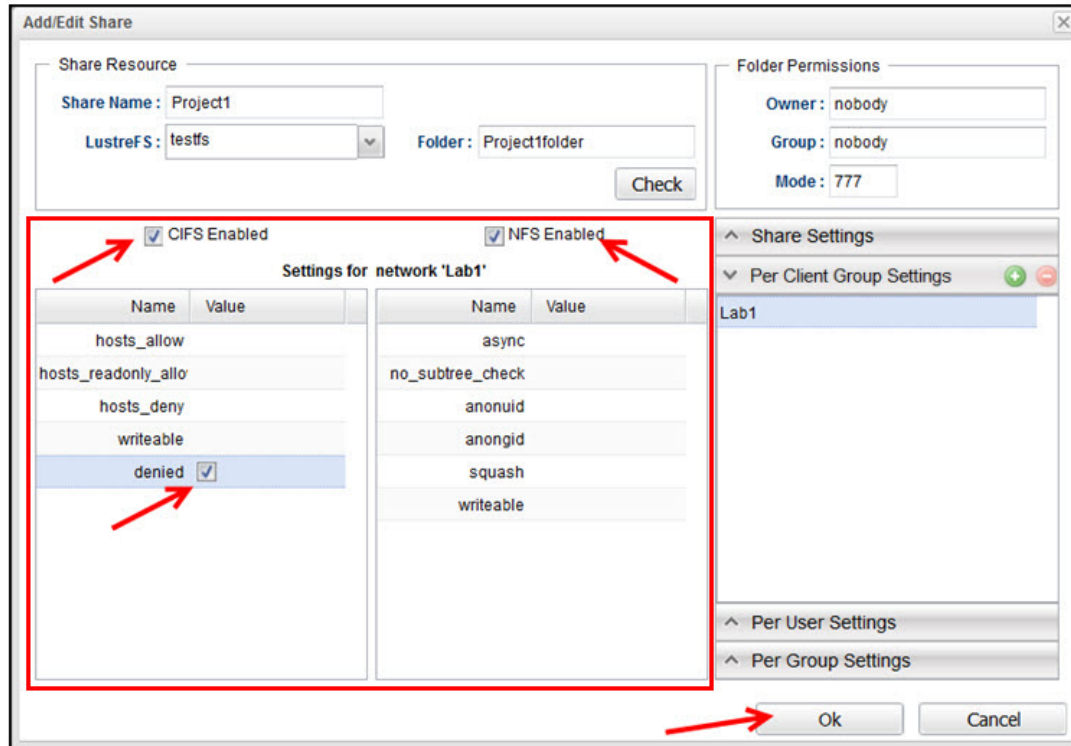 Add/Edit Share
Share Resource
Share Name : Project1
LustreFS : testfs
Folder : Project1folder
Check
Folder Permissions
Owner : nobody
Group : nobody
Mode : 777
CIFS Enabled
NFS Enabled
Settings for network 'Lab1'
Name Value
hosts_allow
hosts_readonly_allo
hosts_deny
writeable
denied
Name Value
async
no_subtree_check
anonuid
anongid
squash
writeable
Share Settings
Per Client Group Settings
Lab1
Per User Settings
Per Group Settings
Ok Cancel